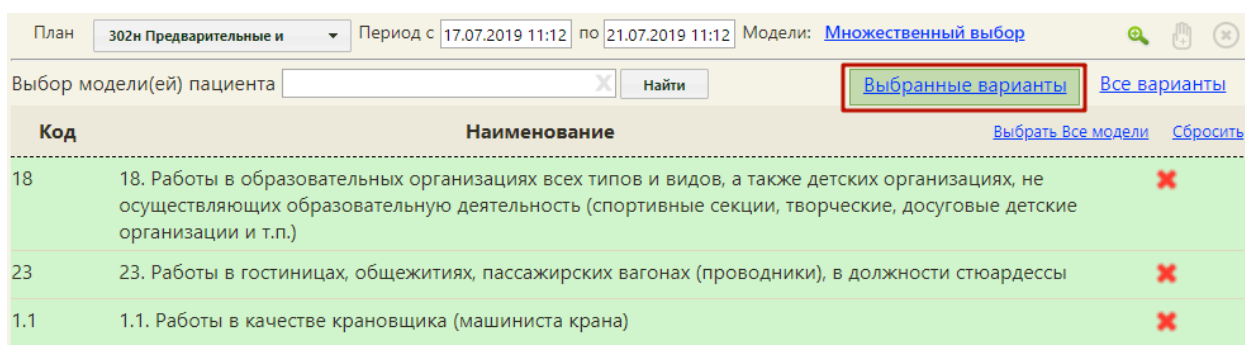 План 302н Предварительные и Период с 17.07.2019 11:12 по 21.07.2019 11:12 Модели: Множественный выбор
Выбор модели(ей) пациента Найти Выбранные варианты Все варианты
Код Наименование Выбрать Все модели Сбросить
18 18. Работы в образовательных организациях всех типов и видов, а также детских организациях, не
осуществляющих образовательную деятельность (спортивные секции, творческие, досуговые детские
организации и т.п.)
23 23. Работы в гостиницах, общежитиях, пассажирских вагонах (проводники), в должности стюардессы
1.1 1.1. Работы в качестве крановщика (машиниста крана)